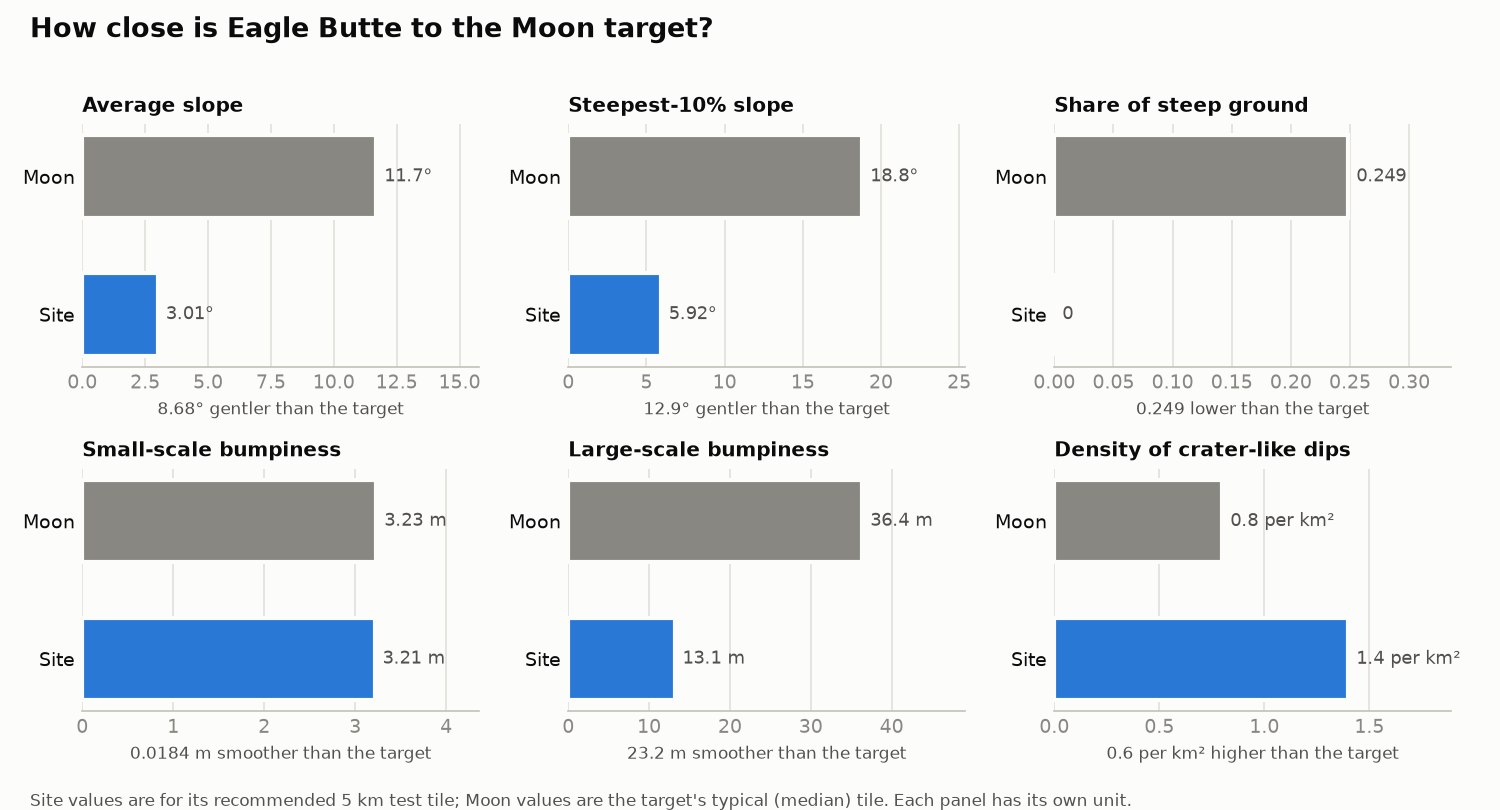 How close is Eagle Butte to the Moon target?
Average slope
Moon
11.7°
Site
3.01°
0.0 2.5 5.0 7.5 10.0 12.5 15.0
8.68° gentler than the target
Steepest-10% slope
Moon
18.8°
Site
5.92°
0 5 10 15 20 25
12.9° gentler than the target
Share of steep ground
Moon
0.249
Site
0
0.00 0.05 0.10 0.15 0.20 0.25 0.30
0.249 lower than the target
Small-scale bumpiness
Moon
3.23 m
Site
3.21 m
0 1 2 3 4
0.0184 m smoother than the target
Large-scale bumpiness
Moon
36.4 m
Site
13.1 m
0 10 20 30 40
23.2 m smoother than the target
Density of crater-like dips
Moon
0.8 per km²
Site
1.4 per km²
0.0 0.5 1.0 1.5
0.6 per km² higher than the target
Site values are for its recommended 5 km test tile; Moon values are the target's typical (median) tile. Each panel has its own unit.